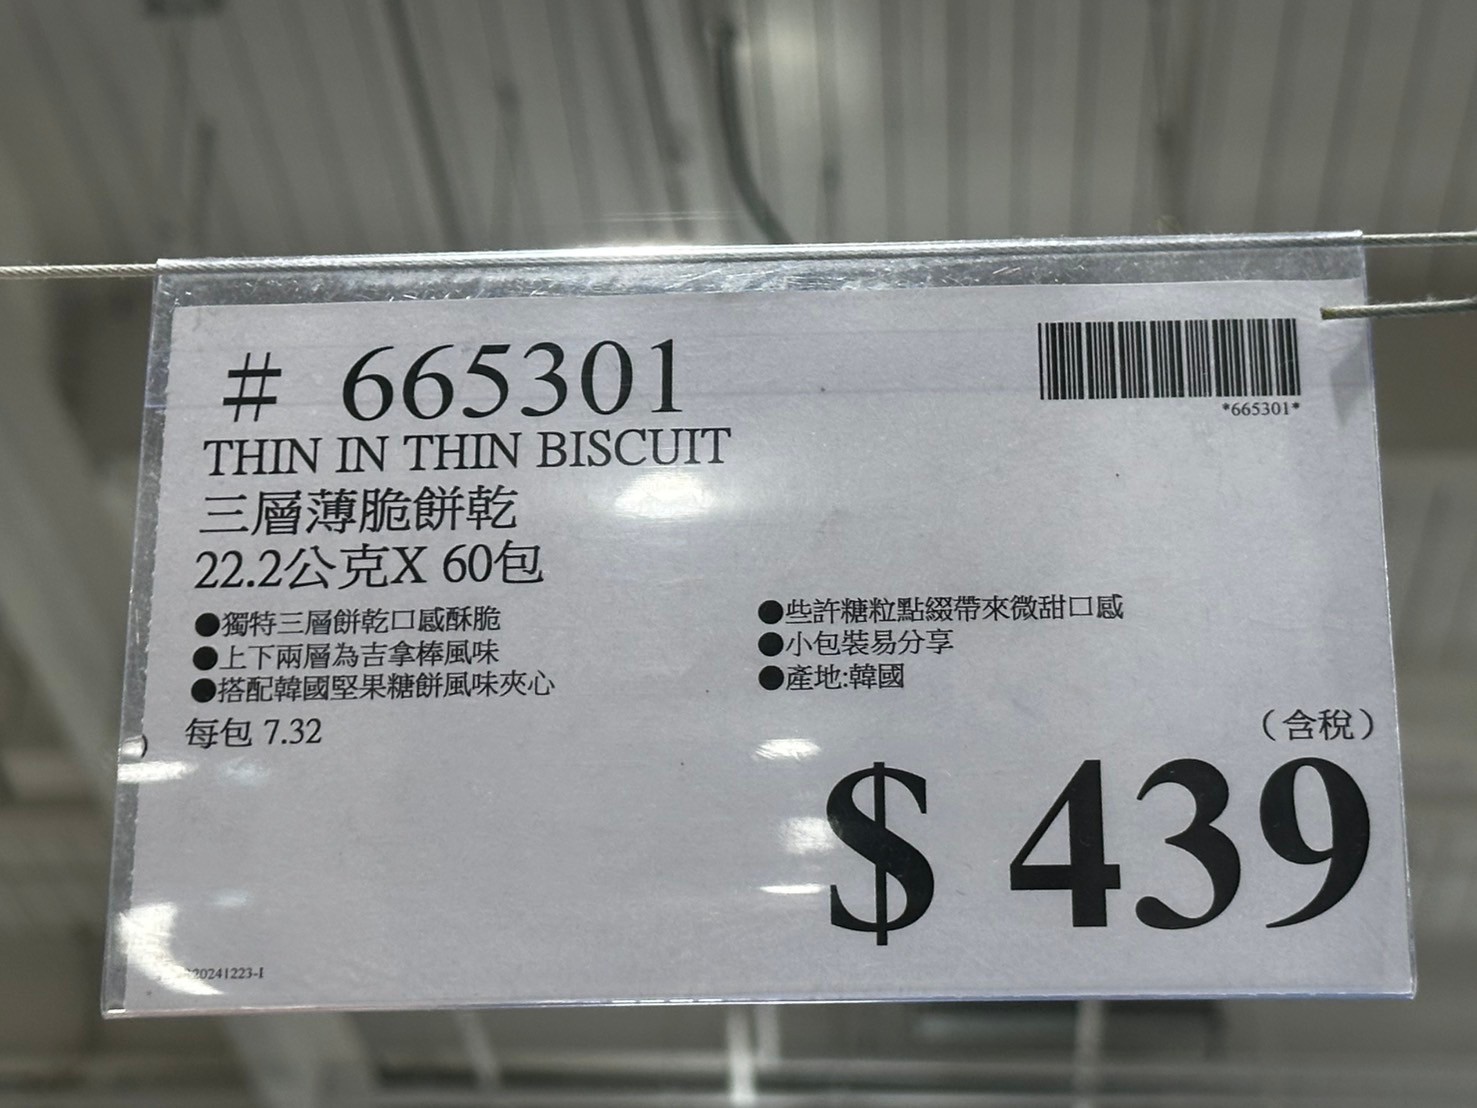 # 665301
*665301*
THIN IN THIN BISCUIT
三層薄脆餅乾
22.2公克X 60包
●獨特三層餅乾口感酥脆
●上下兩層為吉拿棒風味
●搭配韓國堅果糖餅風味夾心
●些許糖粒點綴帶來微甜口感
●小包裝易分享
●產地:韓國
每包 7.32
（含稅）
$ 439
20241223-I